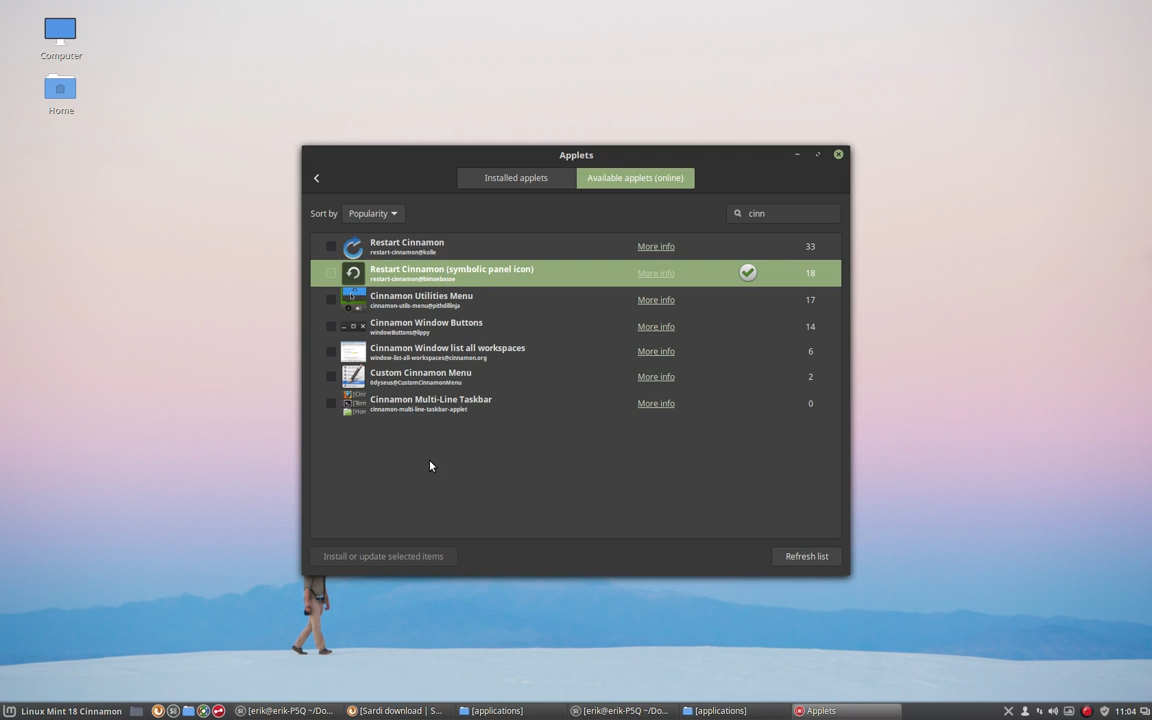 Computer
Home
Applets
Installed applets
Available applets (online)
Sort by
Popularity
cinn
Restart Cinnamon
restart-cinnamon@kolle
More info
33
Restart Cinnamon (symbolic panel icon)
restart-cinnamon@bimsebasse
More info
18
Cinnamon Utilities Menu
cinnamon-utils-menu@pithdillinja
More info
17
Cinnamon Window Buttons
windowButtons@lippy
More info
14
Cinnamon Window list all workspaces
window-list-all-workspaces@cinnamon.org
More info
6
Custom Cinnamon Menu
0dyseus@CustomCinnamonMenu
More info
2
Cinnamon Multi-Line Taskbar
cinnamon-multi-line-taskbar-applet
More info
0
Install or update selected items
Refresh list
Linux Mint 18 Cinnamon
[erik@erik-P5Q ~/Do...
[Sardi download | S...
[applications]
[erik@erik-P5Q ~/Do...
[applications]
Applets
11:04